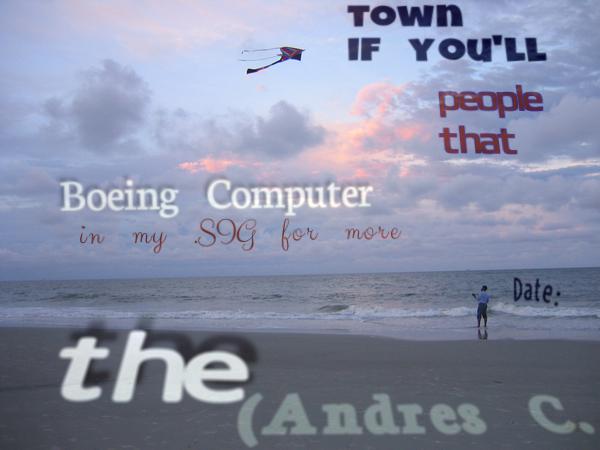 Town
if you'll
people
that
Boeing Computer
in my .SIG for more
Date:
the
(Andres C.